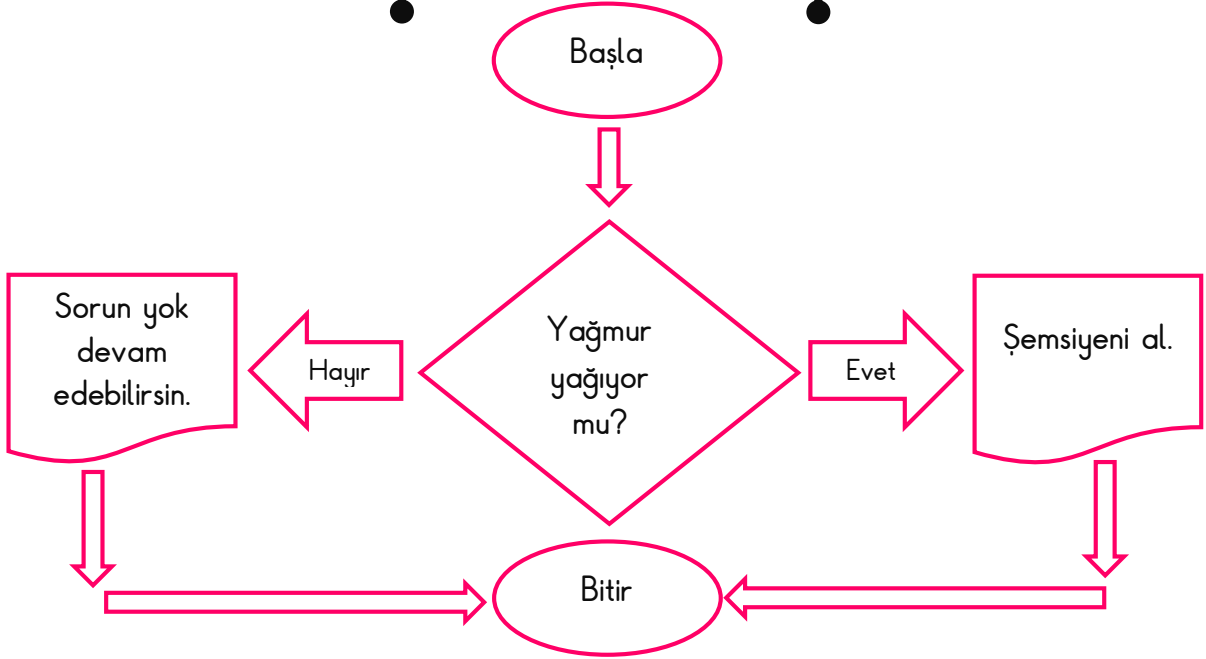 Başla
Sorun yok
devam
edebilirsin.
Hayır
Yağmur
yağıyor
mu?
Evet
Şemsiyeni al.
Bitir